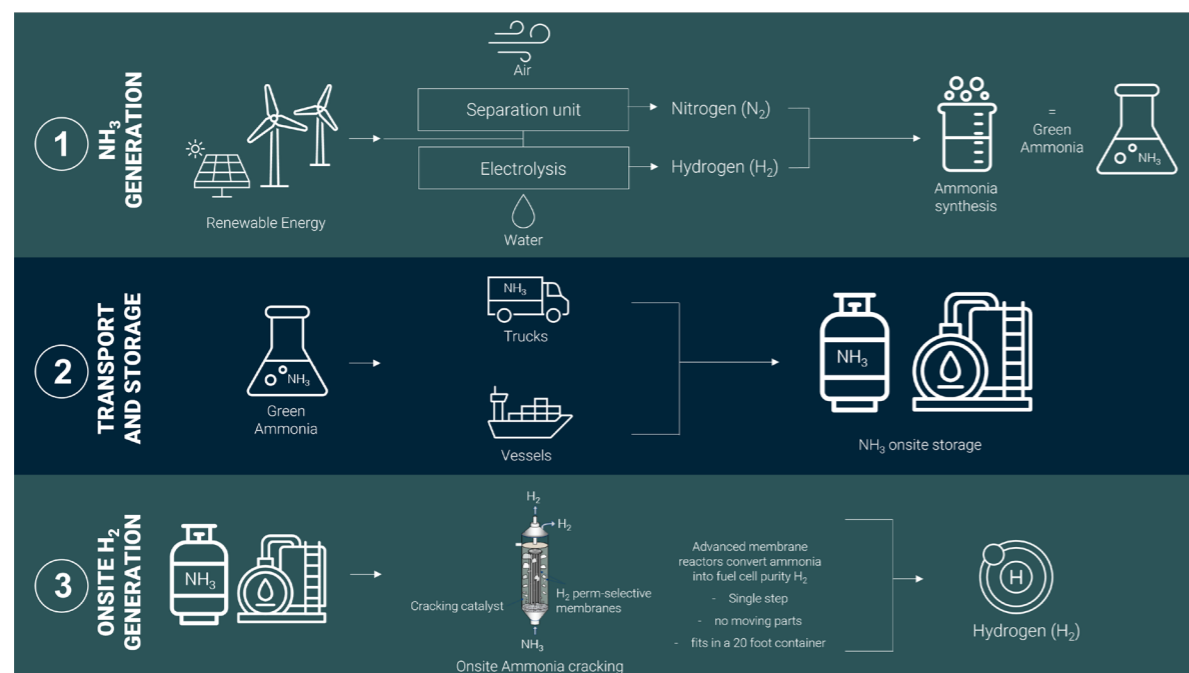 1
NH₃
GENERATION
Renewable Energy
Air
Separation unit
Electrolysis
Water
Nitrogen (N₂)
Hydrogen (H₂)
Ammonia
synthesis
=
Green
Ammonia
NH₃
2
TRANSPORT
AND STORAGE
NH₃
Green
Ammonia
NH₃
Trucks
Vessels
NH₃
NH₃ onsite storage
3
ONSITE H₂
GENERATION
NH₃
H₂
H₂
Cracking catalyst
H₂ perm-selective
membranes
NH₃
Onsite Ammonia cracking
Advanced membrane
reactors convert ammonia
into fuel cell purity H₂
- Single step
- no moving parts
- fits in a 20 foot container
H
Hydrogen (H₂)